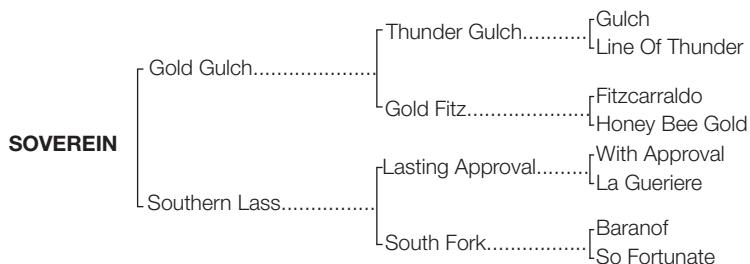 Gulch
Thunder Gulch...........
Line Of Thunder
Gold Gulch.....................
Fitzcarraldo
Gold Fitz.....................
Honey Bee Gold
SOVEREIN
With Approval
Lasting Approval.........
La Gueriere
Southern Lass................
Baranof
South Fork..................
So Fortunate